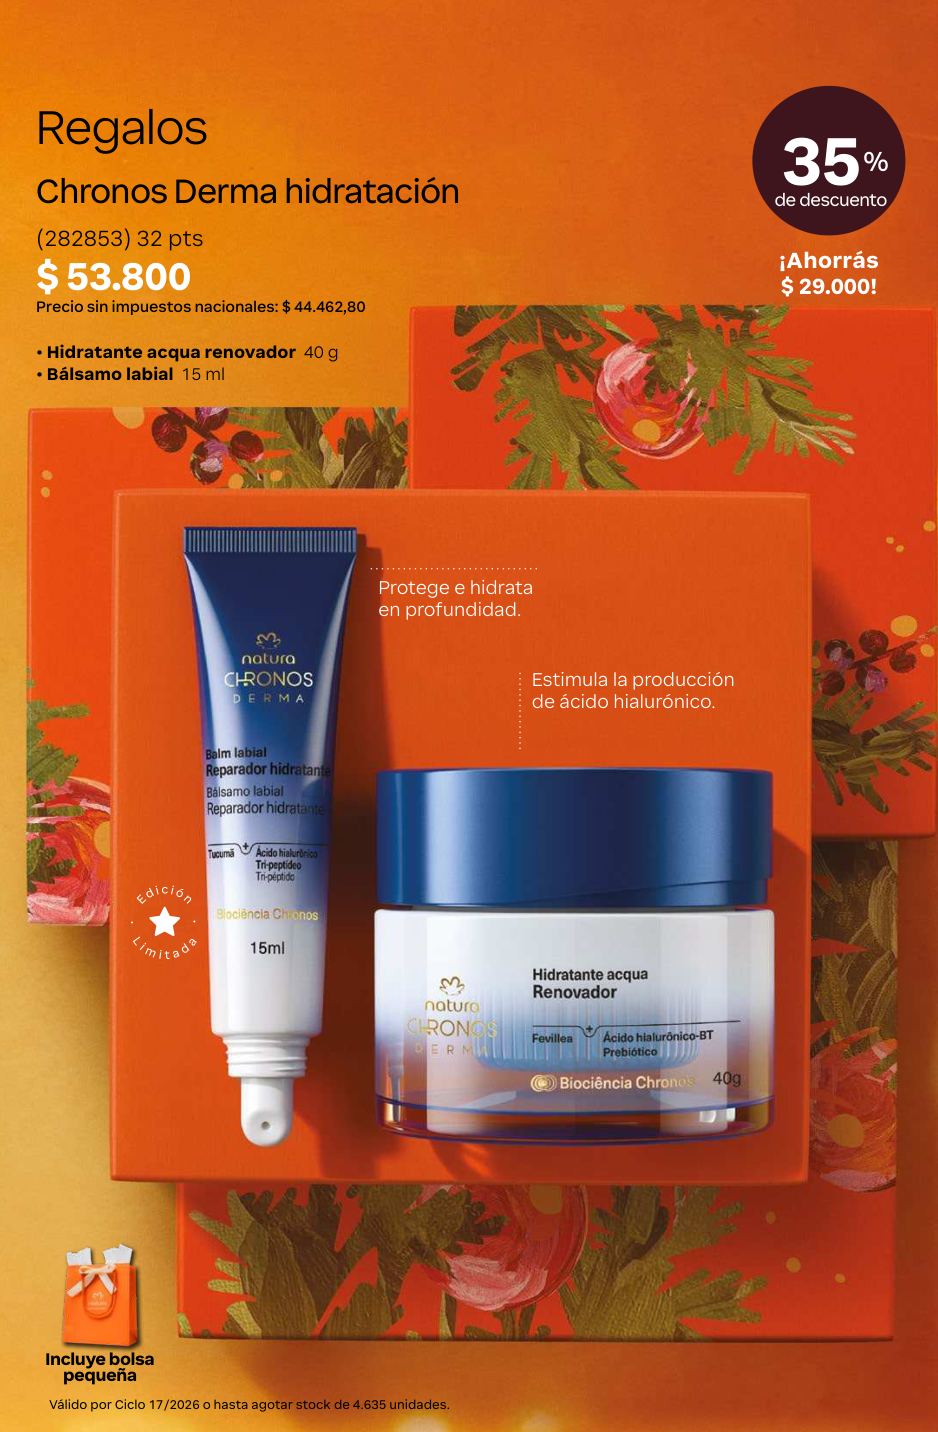 Regalos
Chronos Derma hidratación
(282853) 32 pts
$ 53.800
Precio sin impuestos nacionales: $ 44.462,80
• Hidratante acqua renovador 40 g
• Bálsamo labial 15 ml
35%
de descuento
¡Ahorrás
$ 29.000!
Protege e hidrata
en profundidad.
Estimula la producción
de ácido hialurónico.
natura
CHRONOS
DERMA
Balm labial
Reparador hidratante
Bálsamo labial
Reparador hidratante
Tucumã + Ácido hialurônico
Tri-peptídeo
Tri-péptido
Biociência Chronos
15ml
Edición
Limitada
natura
CHRONOS
DERMA
Hidratante acqua
Renovador
Fevillea + Ácido hialurônico-BT
Prebiótico
Biociência Chronos
40g
natura
Incluye bolsa
pequeña
Válido por Ciclo 17/2026 o hasta agotar stock de 4.635 unidades.